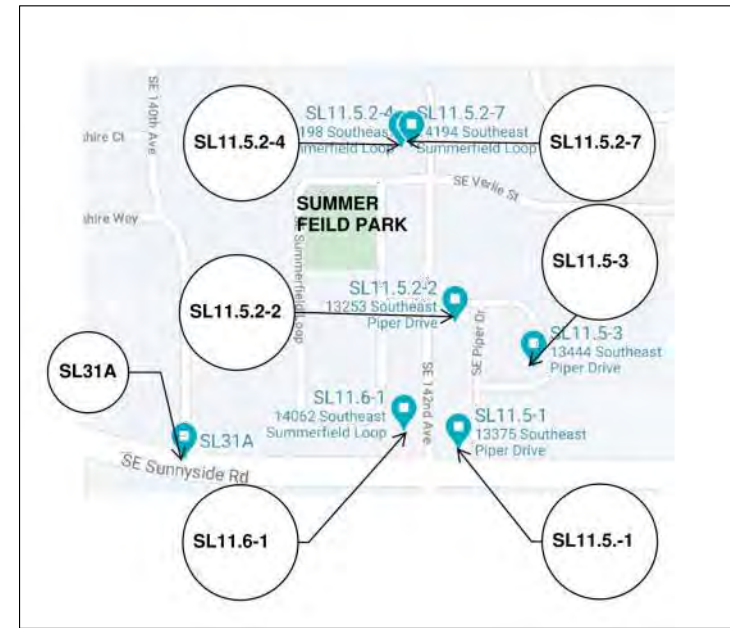 SE 140th Ave
SL11.5.2-4
SL11.5.2-4
198 Southeast
Summerfield Loop
SL11.5.2-7
4194 Southeast
Summerfield Loop
SL11.5.2-7
shire Ct
SE Verlie St
shire Way
SUMMER
FEILD PARK
Summerfield Loop
SL11.5-3
SL11.5.2-2
SL11.5.2-2
13253 Southeast
Piper Drive
SE Piper Dr
SL11.5-3
13444 Southeast
Piper Drive
SL31A
SL11.6-1
14062 Southeast
Summerfield Loop
SE 142nd Ave
SL11.5-1
13375 Southeast
Piper Drive
SL31A
SE Sunnyside Rd
SL11.6-1
SL11.5.-1